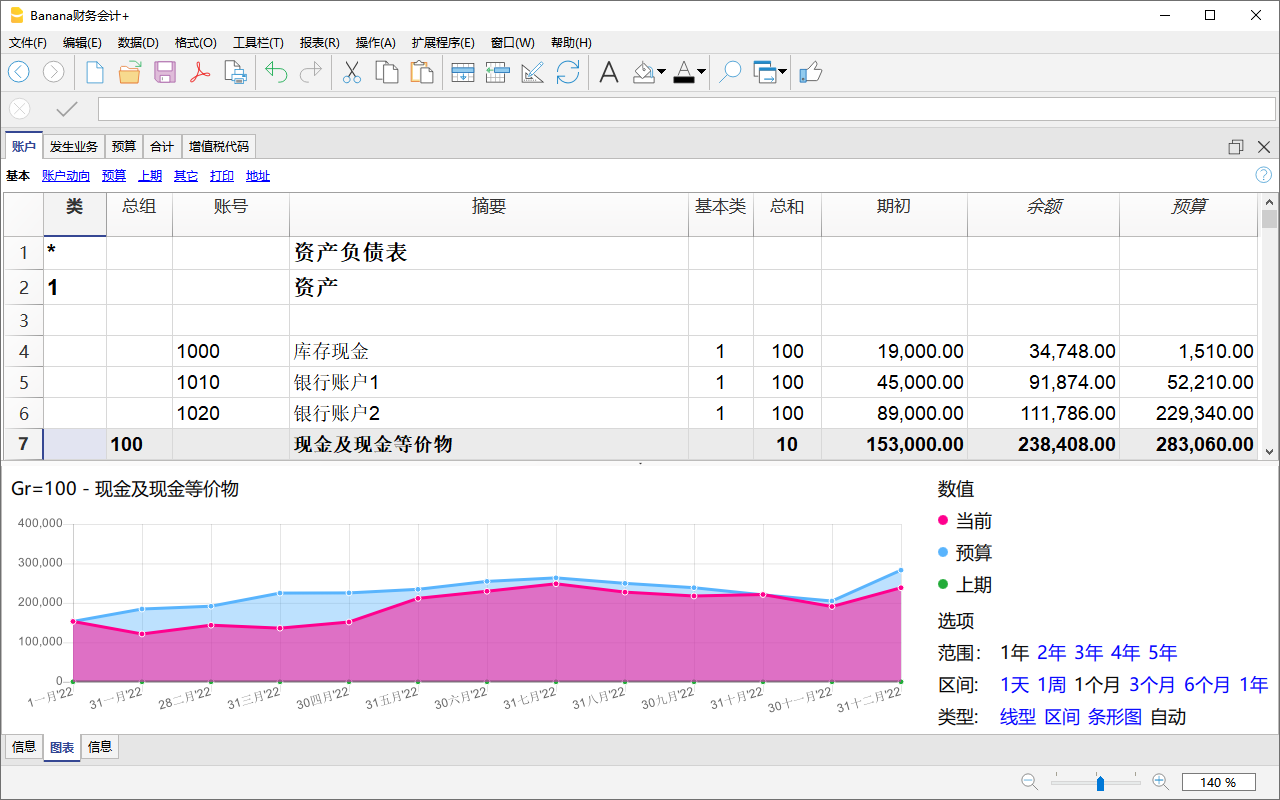 Banana财务会计+
文件(F) 编辑(E) 数据(D) 格式(O) 工具栏(T) 报表(R) 操作(A) 扩展程序(E) 窗口(W) 帮助(H)
账户 发生业务 预算 合计 增值税代码
基本 账户动向 预算 上期 其它 打印 地址
类 总组 账号 摘要 基本类 总和 期初 余额 预算
1 * 资产负债表
2 1 资产
3
4 1000 库存现金 1 100 19,000.00 34,748.00 1,510.00
5 1010 银行账户1 1 100 45,000.00 91,874.00 52,210.00
6 1020 银行账户2 1 100 89,000.00 111,786.00 229,340.00
7 100 现金及现金等价物 10 153,000.00 238,408.00 283,060.00
Gr=100 - 现金及现金等价物
400,000
300,000
200,000
100,000
0
1一月'22 31一月'22 28二月'22 31三月'22 30四月'22 31五月'22 30六月'22 31七月'22 31八月'22 30九月'22 31十月'22 30十一月'22 31十二月'22
数值
当前
预算
上期
选项
范围: 1年 2年 3年 4年 5年
区间: 1天 1周 1个月 3个月 6个月 1年
类型: 线型 区间 条形图 自动
信息 图表 信息
140 %